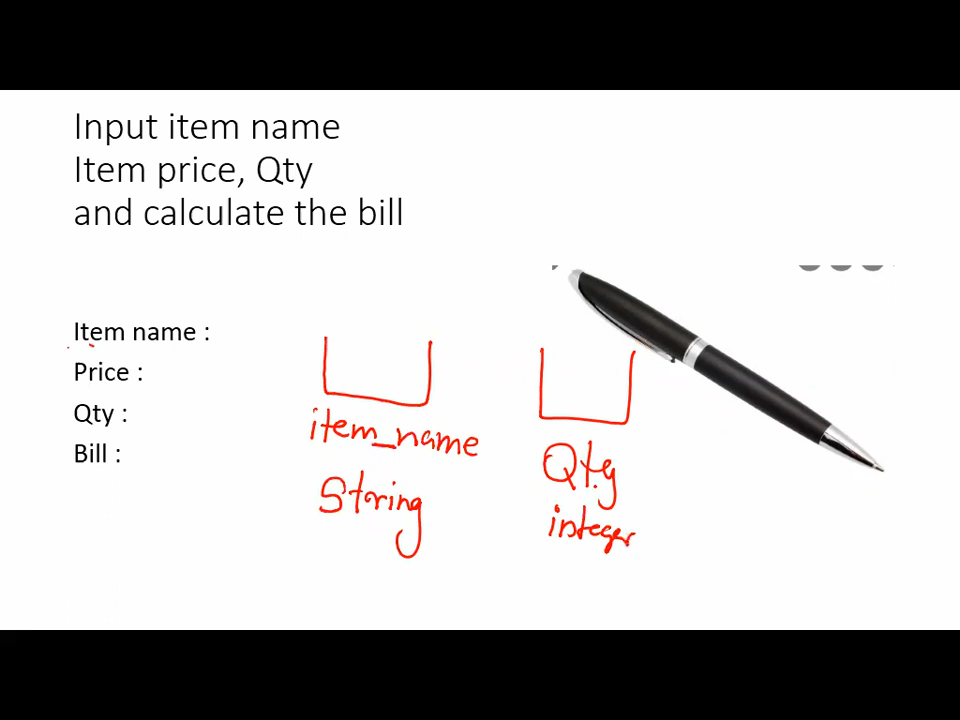 Input item name
Item price, Qty
and calculate the bill
Item name :
Price :
Qty :
Bill :
item_name
String
Qty
integer